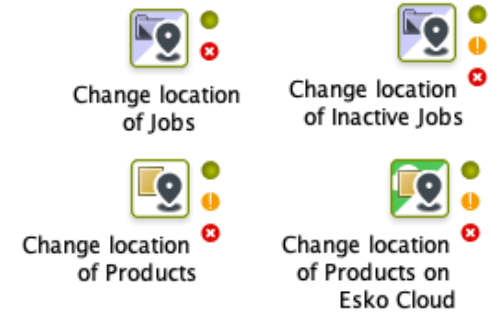 Change location
of Jobs
Change location
of Inactive Jobs
Change location
of Products
Change location
of Products on
Esko Cloud